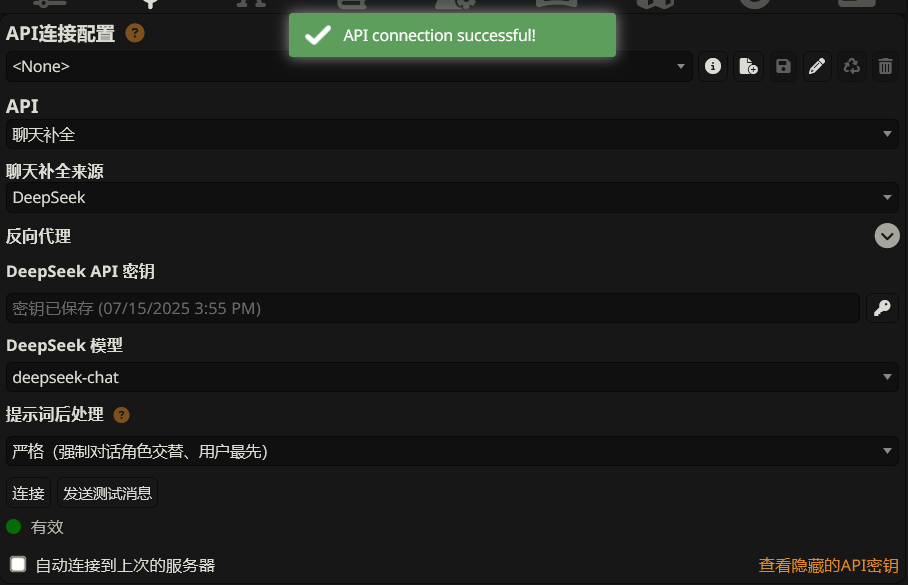 API连接配置 ?
API connection successful!
<None>
API
聊天补全
聊天补全来源
DeepSeek
反向代理
DeepSeek API 密钥
密钥已保存 (07/15/2025 3:55 PM)
DeepSeek 模型
deepseek-chat
提示词后处理 ?
严格（强制对话角色交替、用户最先）
连接 发送测试消息
有效
自动连接到上次的服务器 查看隐藏的API密钥